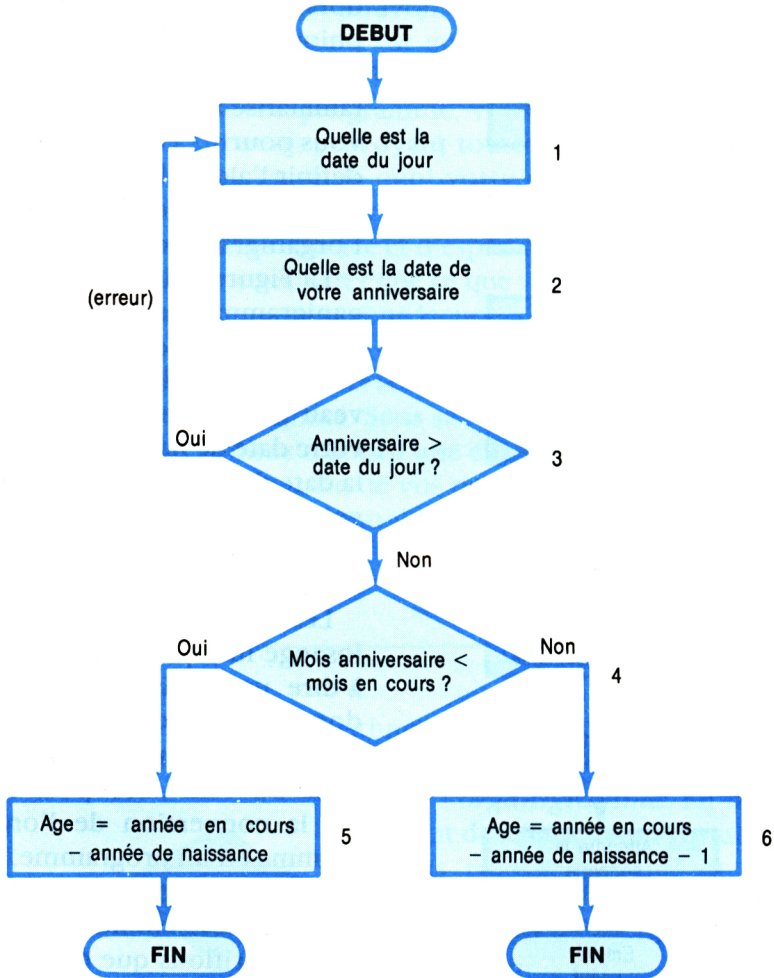 DEBUT
Quelle est la
date du jour
1
Quelle est la date de
votre anniversaire
2
(erreur)
Oui
Anniversaire >
date du jour ?
3
Non
Oui
Mois anniversaire <
mois en cours ?
Non
4
Age = année en cours
– année de naissance
5
Age = année en cours
– année de naissance – 1
6
FIN
FIN